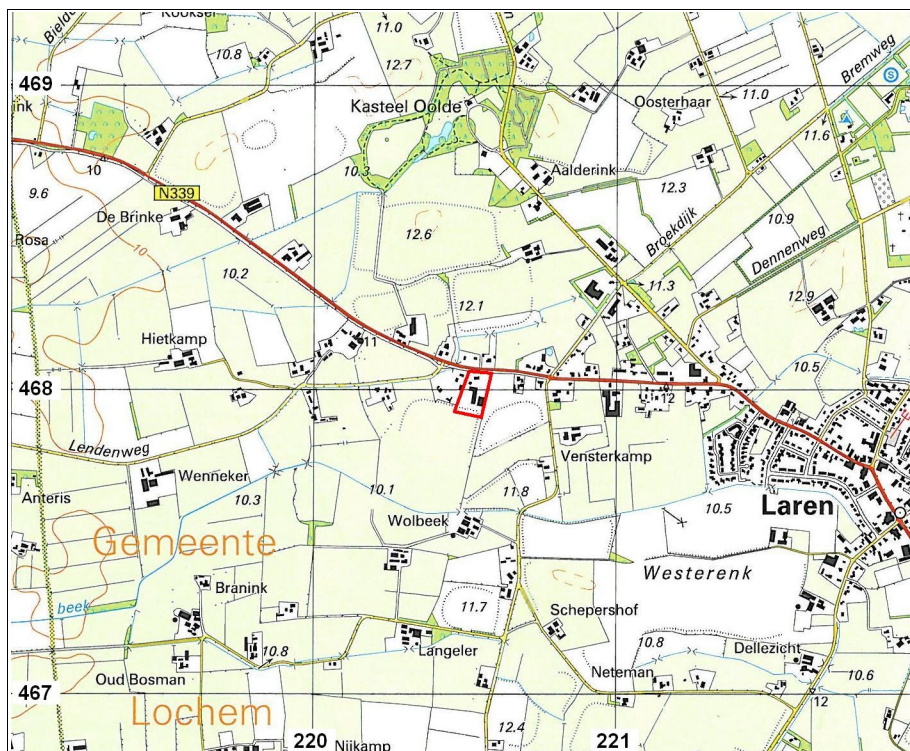 Kooksel
11.0
Bielde
10.8
12.7
Bremweg
469
S
ink
Kasteel Oolde
Oosterhaar
11.0
11.6
10
10.3
Aalderink
N339
9.6
12.3
De Brinke
10.9
12.6
Broekdijk
Rosa
10
Dennenweg
10.2
11.3
12.9
12.1
Hietkamp
11
10.5
468
12
Lendenweg
Vensterkamp
Wenneker
11.8
Anteris
10.3
10.1
10.5
Laren
Wolbeek
Gemeente
Westerenk
Branink
11.7
beek
Schepershof
10.8
Dellezicht
10.8
Langeler
10.6
Neteman
Oud Bosman
467
12
Lochem
12.4
220
221
Nijkamp